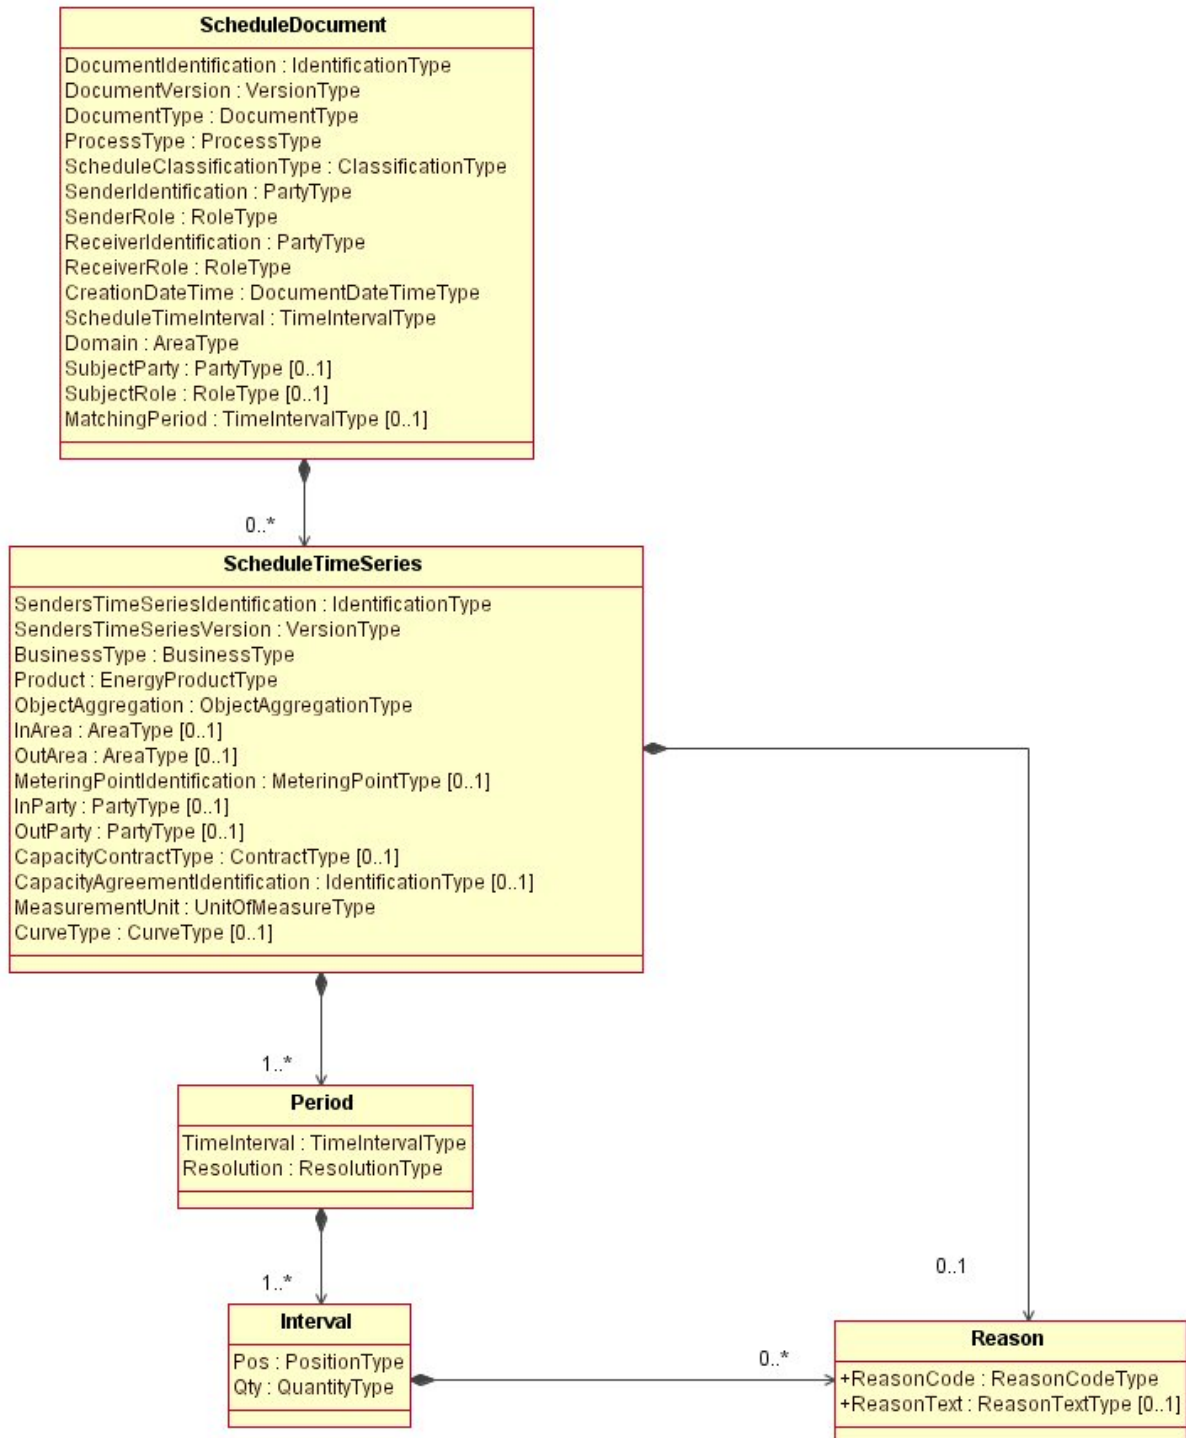 ScheduleDocument
DocumentIdentification : IdentificationType
DocumentVersion : VersionType
DocumentType : DocumentType
ProcessType : ProcessType
ScheduleClassificationType : ClassificationType
SenderIdentification : PartyType
SenderRole : RoleType
ReceiverIdentification : PartyType
ReceiverRole : RoleType
CreationDateTime : DocumentDateTimeType
ScheduleTimeInterval : TimeIntervalType
Domain : AreaType
SubjectParty : PartyType [0..1]
SubjectRole : RoleType [0..1]
MatchingPeriod : TimeIntervalType [0..1]
0..*
ScheduleTimeSeries
SendersTimeSeriesIdentification : IdentificationType
SendersTimeSeriesVersion : VersionType
BusinessType : BusinessType
Product : EnergyProductType
ObjectAggregation : ObjectAggregationType
InArea : AreaType [0..1]
OutArea : AreaType [0..1]
MeteringPointIdentification : MeteringPointType [0..1]
InParty : PartyType [0..1]
OutParty : PartyType [0..1]
CapacityContractType : ContractType [0..1]
CapacityAgreementIdentification : IdentificationType [0..1]
MeasurementUnit : UnitOfMeasureType
CurveType : CurveType [0..1]
1..*
Period
TimeInterval : TimeIntervalType
Resolution : ResolutionType
0..1
1..*
Interval
Pos : PositionType
Qty : QuantityType
0..*
Reason
+ReasonCode : ReasonCodeType
+ReasonText : ReasonTextType [0..1]